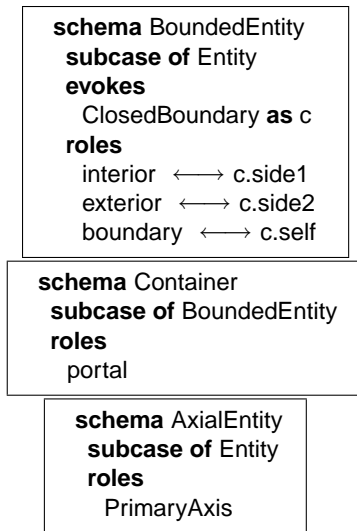 schema BoundedEntity
subcase of Entity
evokes
ClosedBoundary as c
roles
interior ⟷ c.side1
exterior ⟷ c.side2
boundary ⟷ c.self
schema Container
subcase of BoundedEntity
roles
portal
schema AxialEntity
subcase of Entity
roles
PrimaryAxis